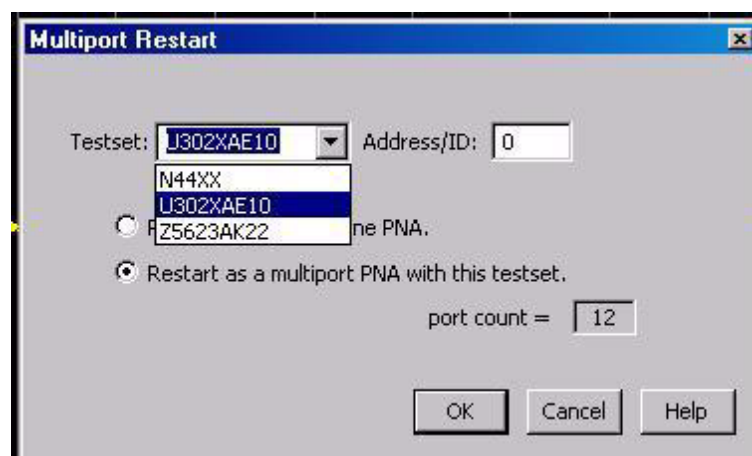 Multiport Restart
Testset: U302XAE10 Address/ID: 0
N44XX
U302XAE10
Z5623AK22
ne PNA.
Restart as a multiport PNA with this testset.
port count = 12
OK Cancel Help